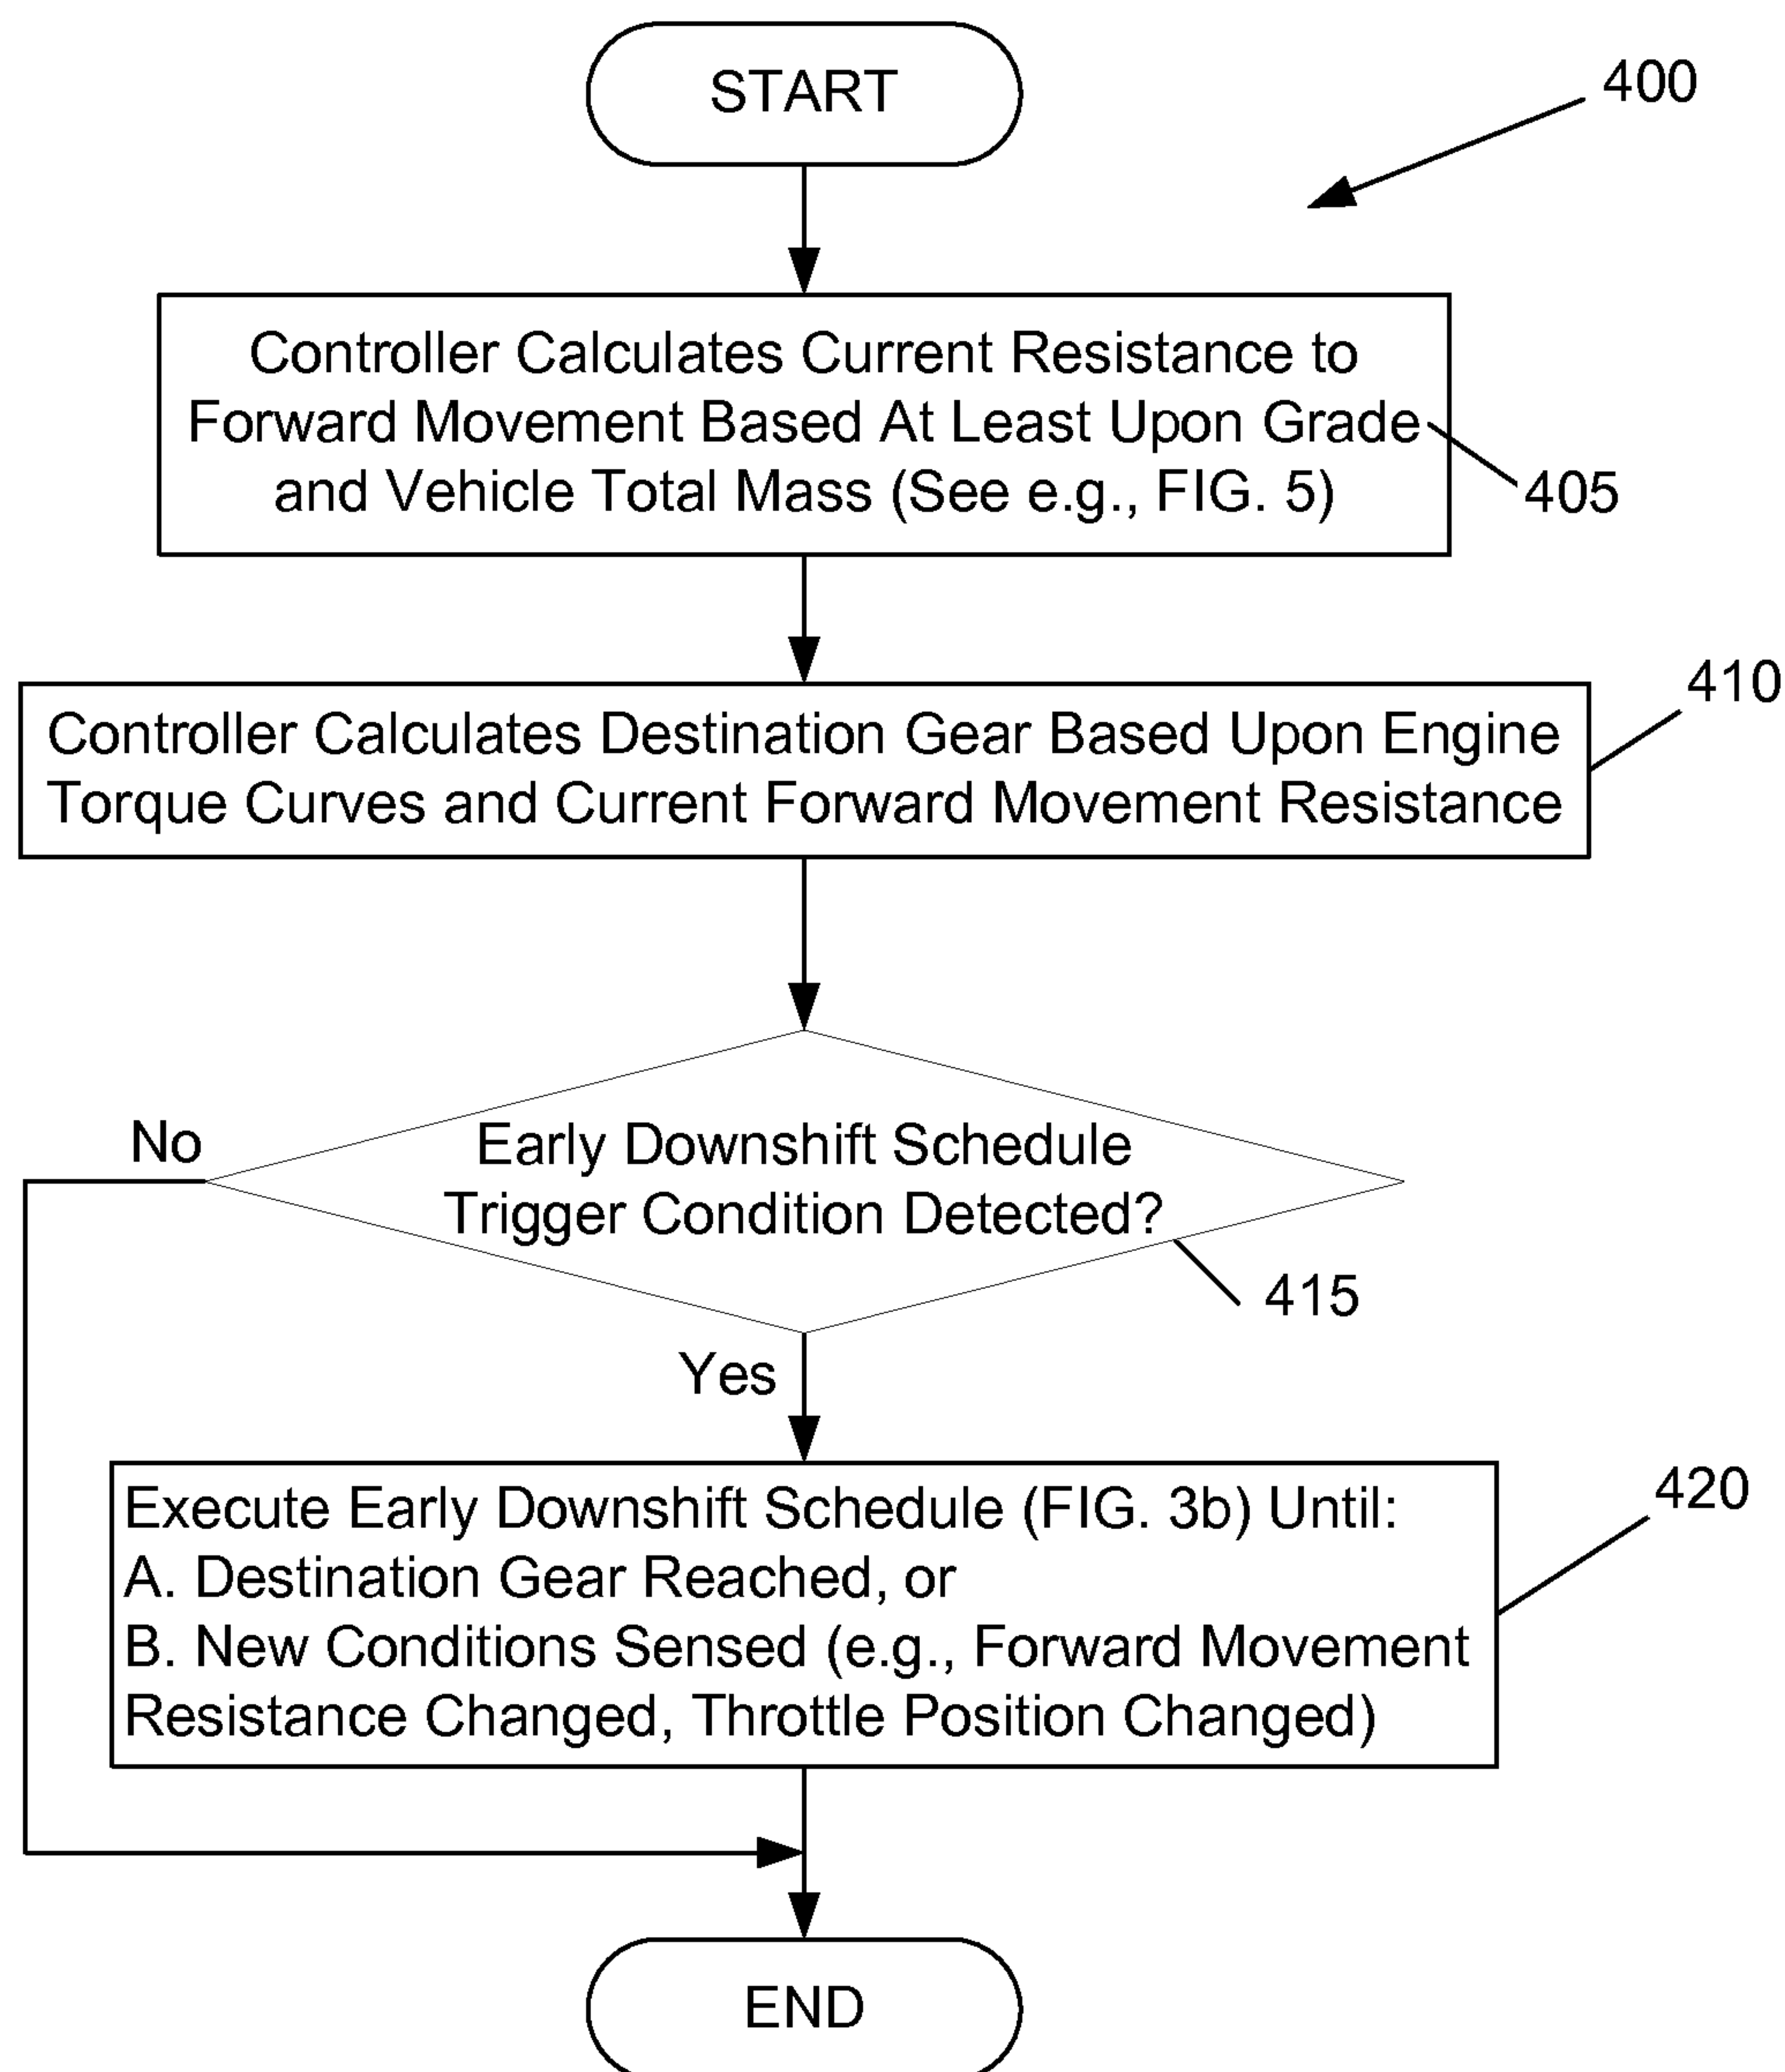 START
400
Controller Calculates Current Resistance to
Forward Movement Based At Least Upon Grade
and Vehicle Total Mass (See e.g., FIG. 5)
405
410
Controller Calculates Destination Gear Based Upon Engine
Torque Curves and Current Forward Movement Resistance
No
Early Downshift Schedule
Trigger Condition Detected?
415
Yes
420
Execute Early Downshift Schedule (FIG. 3b) Until:
A. Destination Gear Reached, or
B. New Conditions Sensed (e.g., Forward Movement
Resistance Changed, Throttle Position Changed)
END